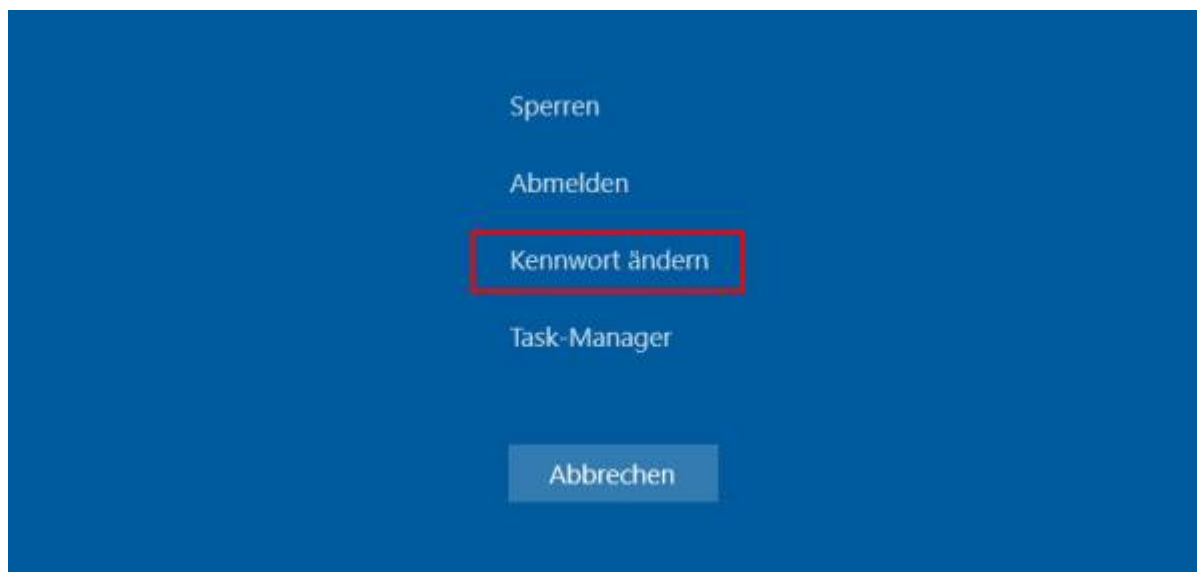 Sperren
Abmelden
Kennwort ändern
Task-Manager
Abbrechen